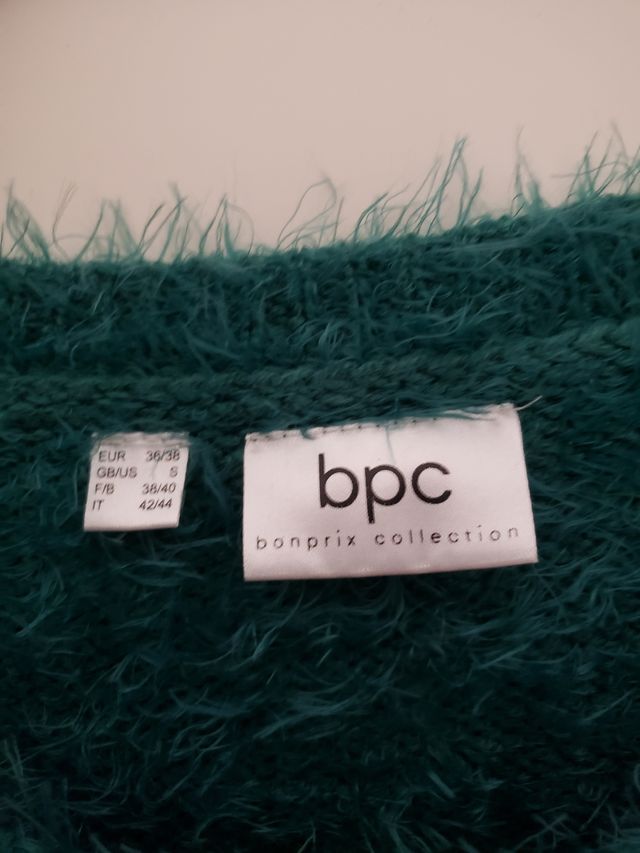 EUR 36/38
GB/US S
F/B 38/40
IT 42/44
bpc
bonprix collection